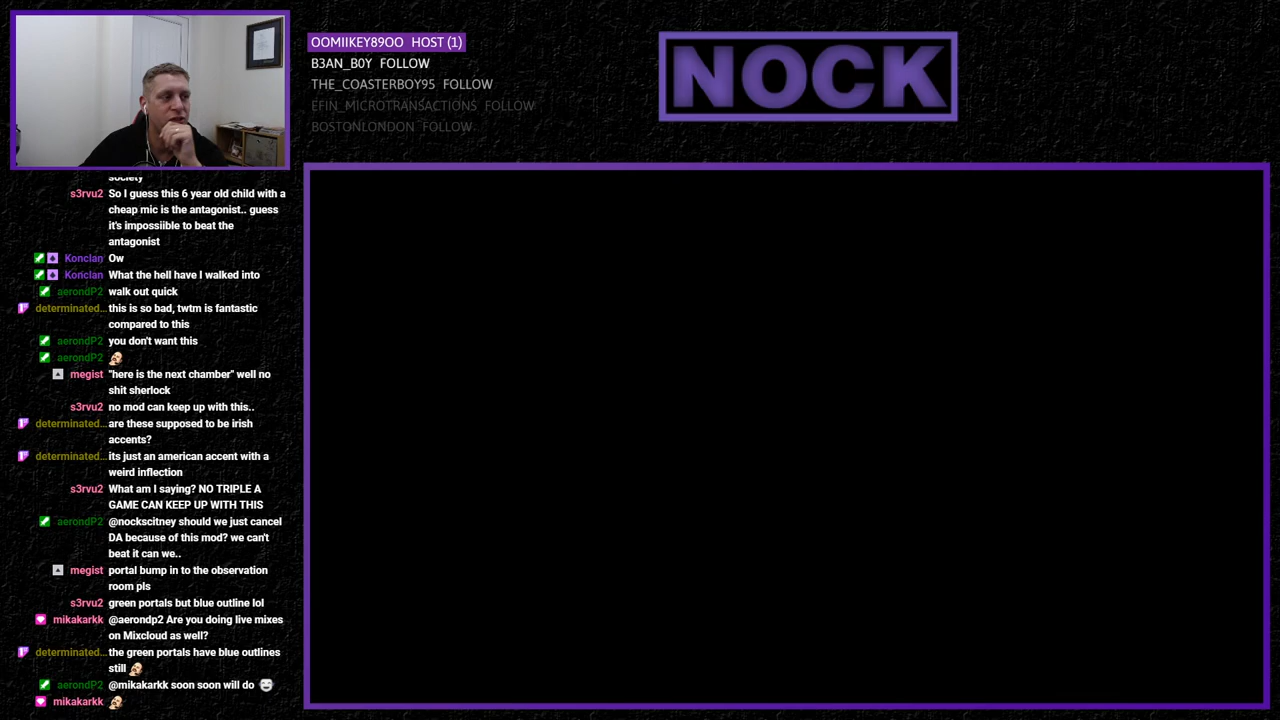 OOMIIKEY89OO HOST (1)
B3AN_B0Y FOLLOW
THE_COASTERBOY95 FOLLOW
EFIN_MICROTRANSACTIONS FOLLOW
BOSTONLONDON FOLLOW
NOCK
society
s3rvu2 So I guess this 6 year old child with a
cheap mic is the antagonist.. guess
it's impossiible to beat the
antagonist
Konclan Ow
Konclan What the hell have I walked into
aerondP2 walk out quick
determinated... this is so bad, twtm is fantastic
compared to this
aerondP2 you don't want this
aerondP2
megist "here is the next chamber" well no
shit sherlock
s3rvu2 no mod can keep up with this..
determinated... are these supposed to be irish
accents?
determinated... its just an american accent with a
weird inflection
s3rvu2 What am I saying? NO TRIPLE A
GAME CAN KEEP UP WITH THIS
aerondP2 @nockscitney should we just cancel
DA because of this mod? we can't
beat it can we..
megist portal bump in to the observation
room pls
s3rvu2 green portals but blue outline lol
mikakarkk @aerondp2 Are you doing live mixes
on Mixcloud as well?
determinated... the green portals have blue outlines
still
aerondP2 @mikakarkk soon soon will do
mikakarkk